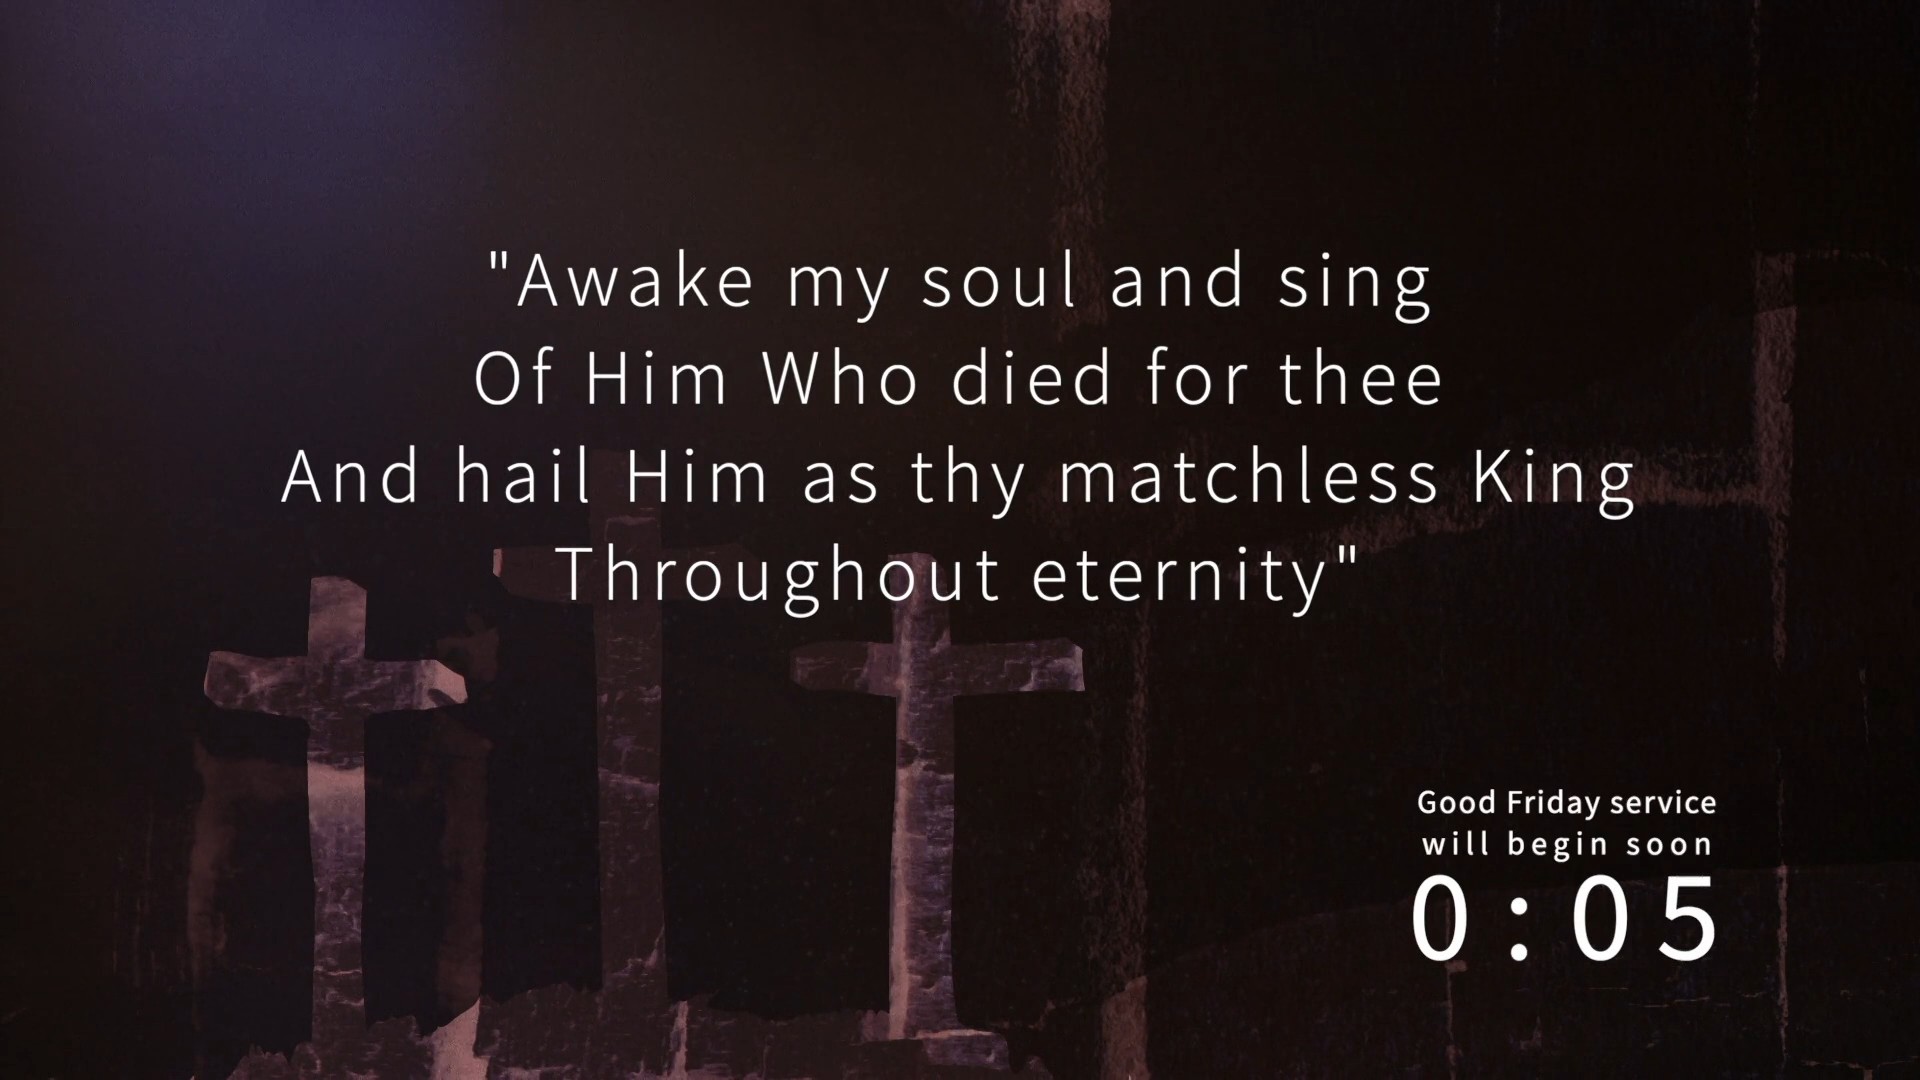 "Awake my soul and sing
Of Him Who died for thee
And hail Him as thy matchless King
Throughout eternity"
Good Friday service
will begin soon
0:05